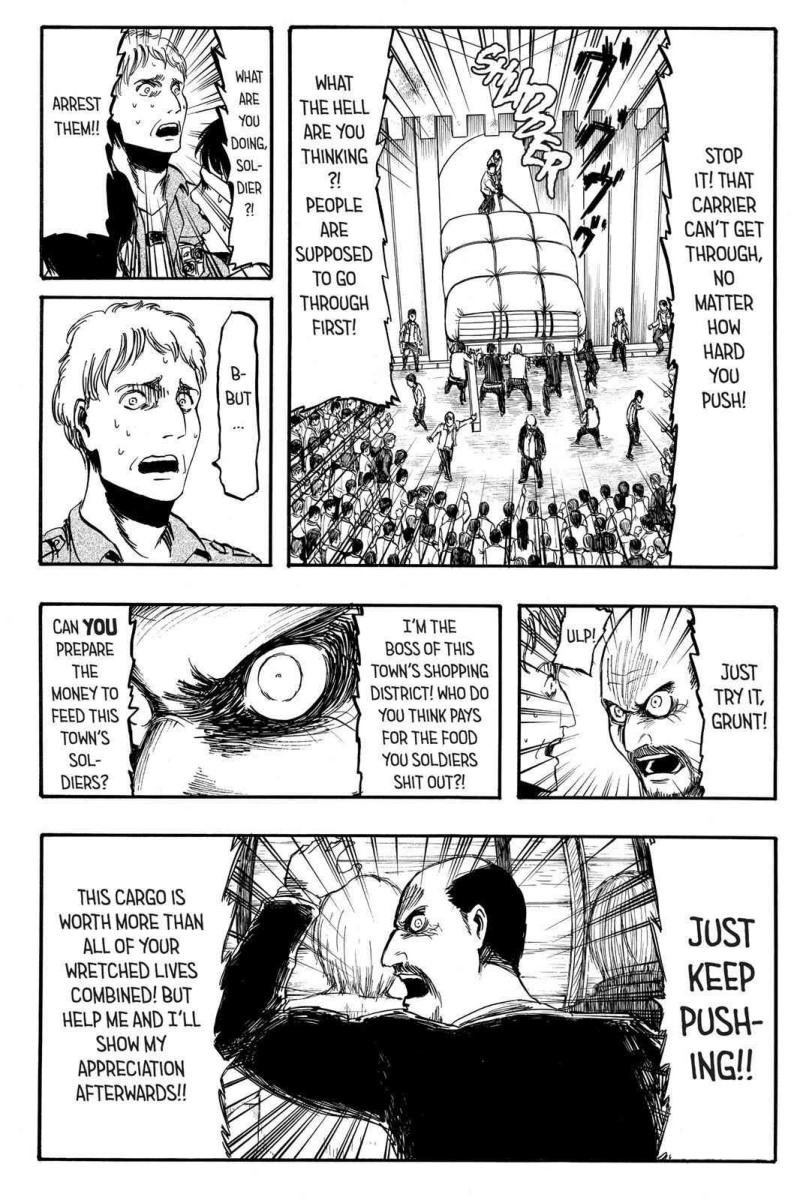 STOP
IT! THAT
CARRIER
CAN'T GET
THROUGH,
NO
MATTER
HOW
HARD
YOU
PUSH!
SHUDDER
グググ
WHAT
THE HELL
ARE YOU
THINKING
?!
PEOPLE
ARE
SUPPOSED
TO GO
THROUGH
FIRST!
WHAT
ARE
YOU
DOING,
SOL-
DIER
?!
ARREST
THEM!!
B-
BUT
...
JUST
TRY IT,
GRUNT!
ULP!
I'M THE
BOSS OF THIS
TOWN'S SHOPPING
DISTRICT! WHO DO
YOU THINK PAYS
FOR THE FOOD
YOU SOLDIERS
SHIT OUT?!
CAN YOU
PREPARE
THE
MONEY TO
FEED THIS
TOWN'S
SOL-
DIERS?
JUST
KEEP
PUSH-
ING!!
THIS CARGO IS
WORTH MORE THAN
ALL OF YOUR
WRETCHED LIVES
COMBINED! BUT
HELP ME AND I'LL
SHOW MY
APPRECIATION
AFTERWARDS!!